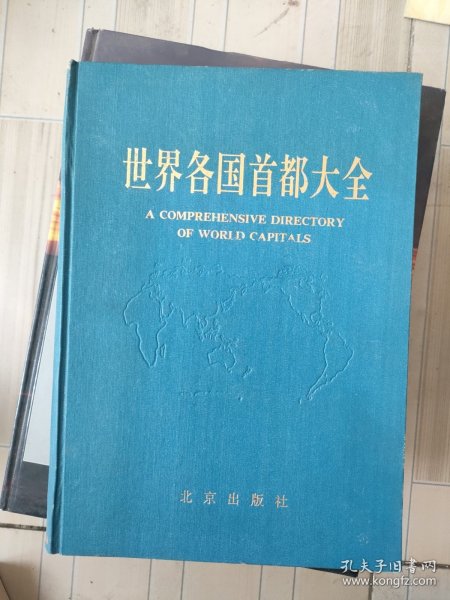 世界各国首都大全
A COMPREHENSIVE DIRECTORY
OF WORLD CAPITALS
北京出版社
孔夫子旧书网
www.kongfz.com